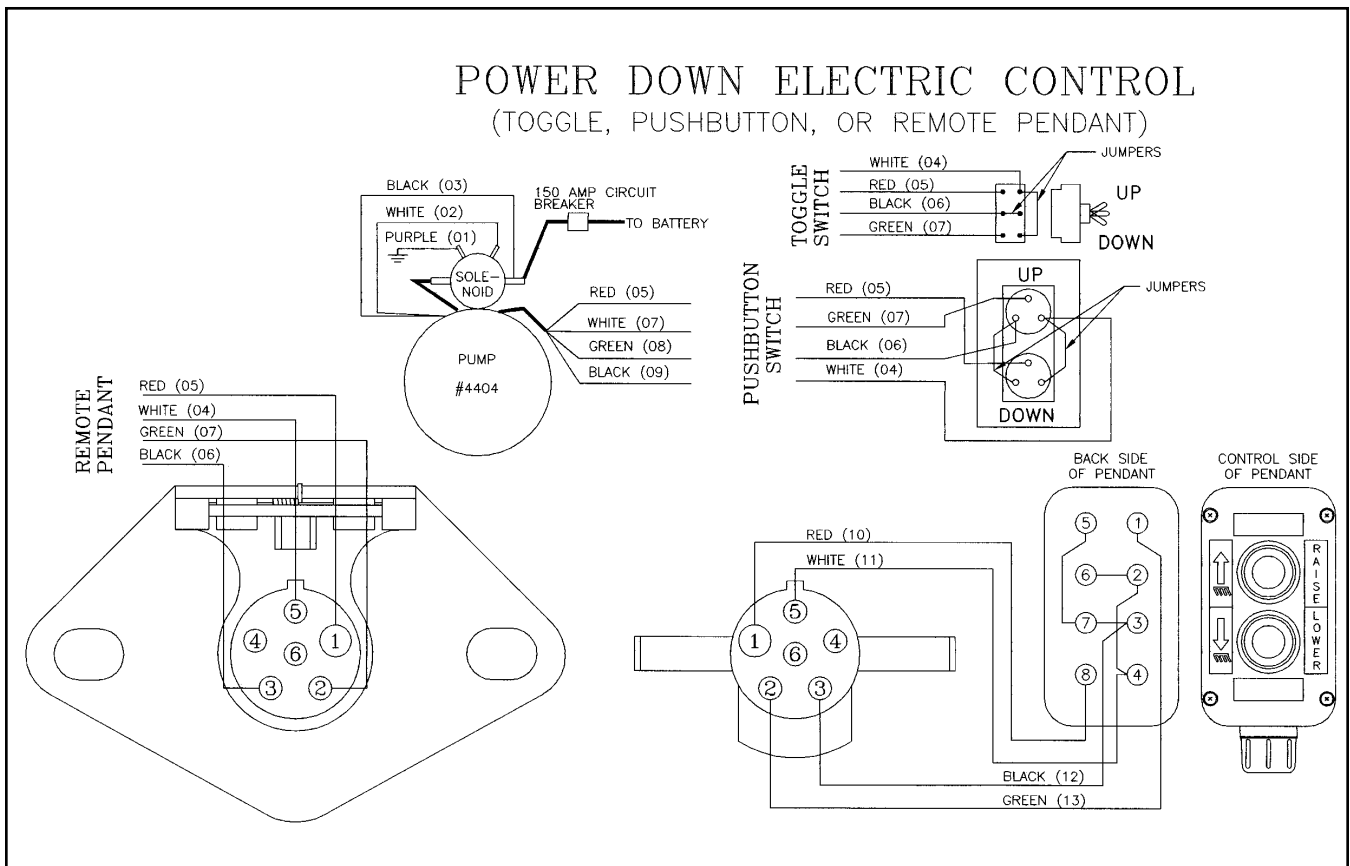 POWER DOWN ELECTRIC CONTROL
(TOGGLE, PUSHBUTTON, OR REMOTE PENDANT)
BLACK (03)
WHITE (02)
PURPLE (01)
150 AMP CIRCUIT
BREAKER
TO BATTERY
SOLE-
NOID
PUMP
#4404
RED (05)
WHITE (07)
GREEN (08)
BLACK (09)
TOGGLE
SWITCH
WHITE (04)
RED (05)
BLACK (06)
GREEN (07)
JUMPERS
UP
DOWN
PUSHBUTTON
SWITCH
RED (05)
GREEN (07)
BLACK (06)
WHITE (04)
UP
DOWN
JUMPERS
REMOTE
PENDANT
RED (05)
WHITE (04)
GREEN (07)
BLACK (06)
5
4
1
6
3
2
RED (10)
WHITE (11)
5
1
4
6
2
3
BLACK (12)
GREEN (13)
BACK SIDE
OF PENDANT
5
1
6
2
7
3
8
4
CONTROL SIDE
OF PENDANT
RAISE
LOWER